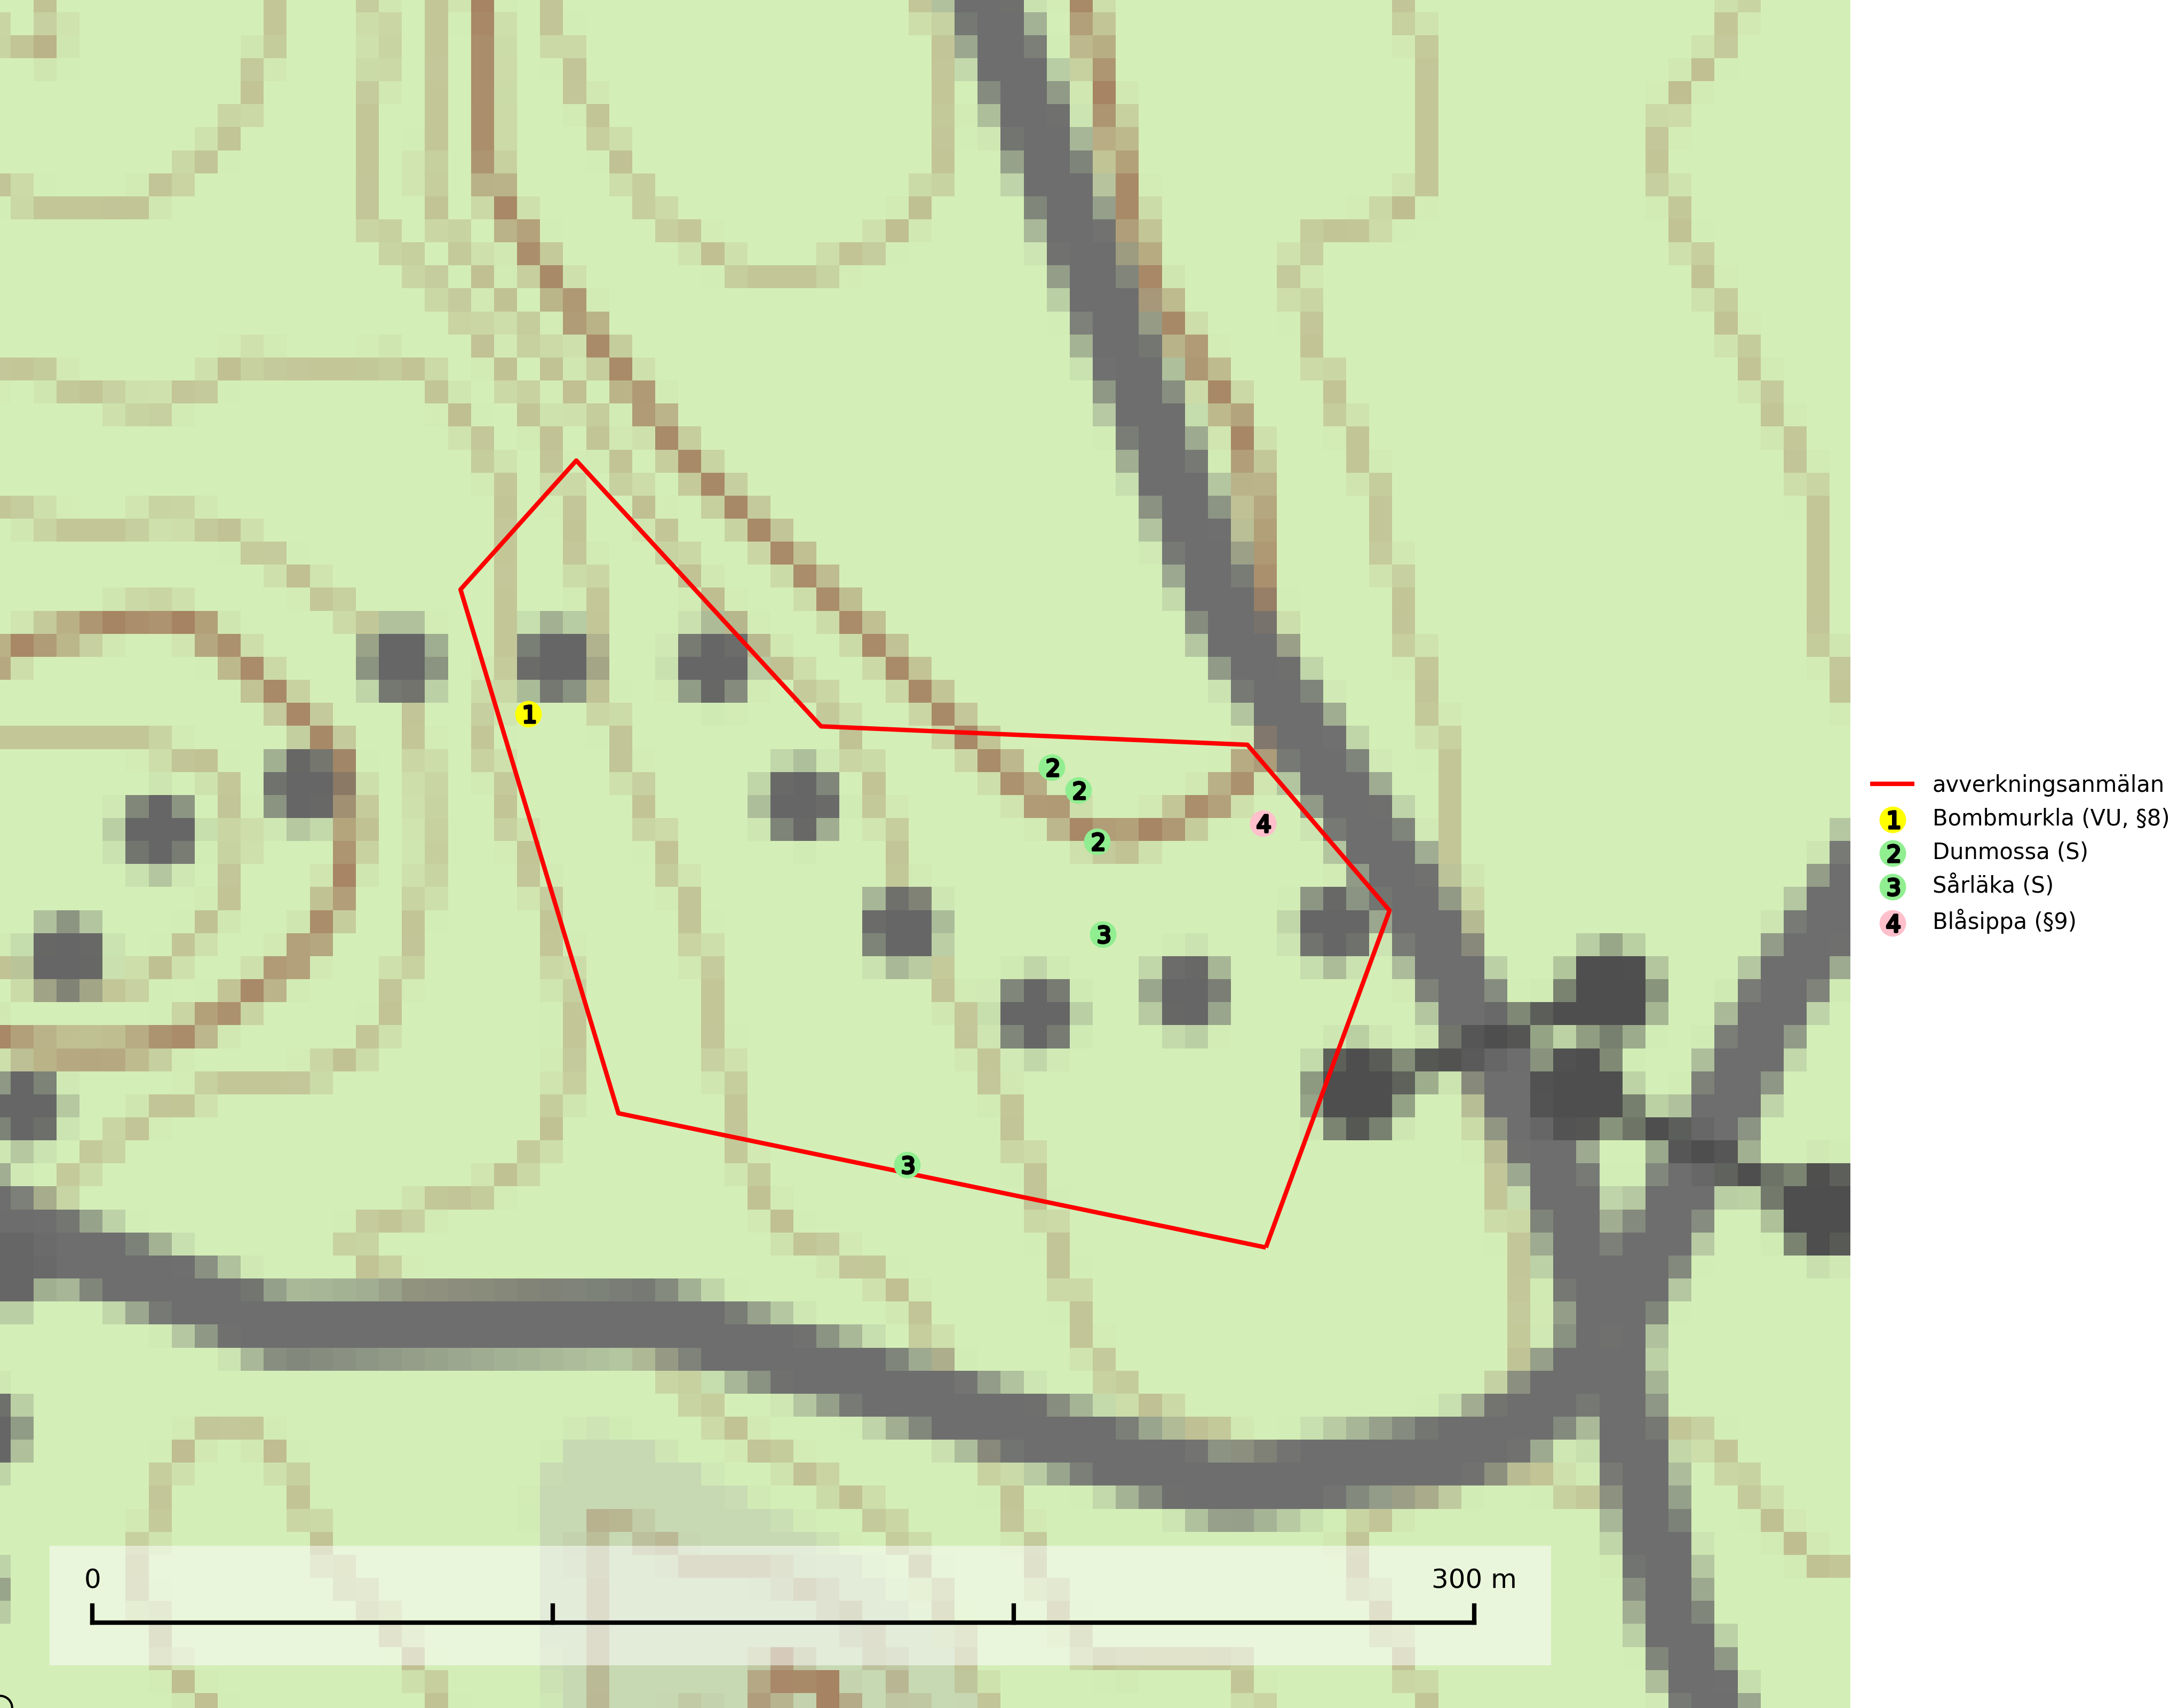 1
2
2
2
4
3
3
avverkningsanmälan
1 Bombmurkla (VU, §8)
2 Dunmossa (S)
3 Sårläka (S)
4 Blåsippa (§9)
0 300 m